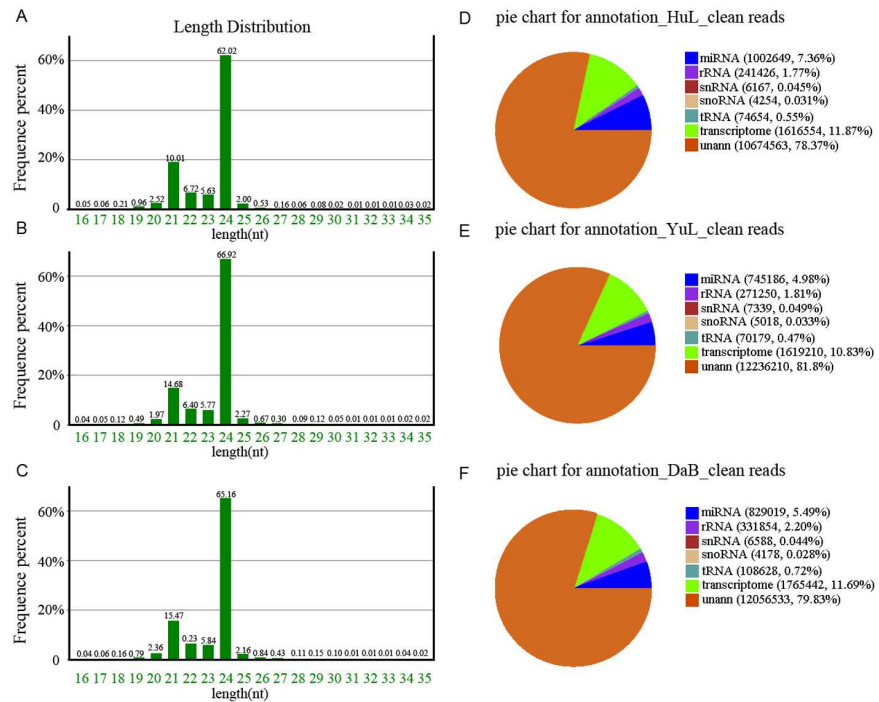 A
Length Distribution
Frequence percent
60%
40%
20%
0
0.05 0.06 0.21 0.96 2.52 10.01 6.72 5.63 62.02 2.00 0.53 0.16 0.06 0.08 0.02 0.01 0.01 0.01 0.03 0.02
16 17 18 19 20 21 22 23 24 25 26 27 28 29 30 31 32 33 34 35
length(nt)
B
Frequence percent
60%
40%
20%
0
0.04 0.05 0.12 0.49 1.97 14.68 6.40 5.77 66.92 2.27 0.67 0.30 0.09 0.12 0.05 0.01 0.01 0.01 0.02 0.02
16 17 18 19 20 21 22 23 24 25 26 27 28 29 30 31 32 33 34 35
length(nt)
C
Frequence percent
60%
40%
20%
0
0.04 0.06 0.16 0.79 2.36 15.47 0.23 5.84 65.16 2.16 0.84 0.43 0.11 0.15 0.10 0.01 0.01 0.01 0.04 0.02
16 17 18 19 20 21 22 23 24 25 26 27 28 29 30 31 32 33 34 35
length(nt)
D
pie chart for annotation_HuL_clean reads
miRNA (1002649, 7.36%)
rRNA (241426, 1.77%)
snRNA (6167, 0.045%)
snoRNA (4254, 0.031%)
tRNA (74654, 0.55%)
transcriptome (1616554, 11.87%)
unann (10674563, 78.37%)
E
pie chart for annotation_YuL_clean reads
miRNA (745186, 4.98%)
rRNA (271250, 1.81%)
snRNA (7339, 0.049%)
snoRNA (5018, 0.033%)
tRNA (70179, 0.47%)
transcriptome (1619210, 10.83%)
unann (12236210, 81.8%)
F
pie chart for annotation_DaB_clean reads
miRNA (829019, 5.49%)
rRNA (331854, 2.20%)
snRNA (6588, 0.044%)
snoRNA (4178, 0.028%)
tRNA (108628, 0.72%)
transcriptome (1765442, 11.69%)
unann (12056533, 79.83%)